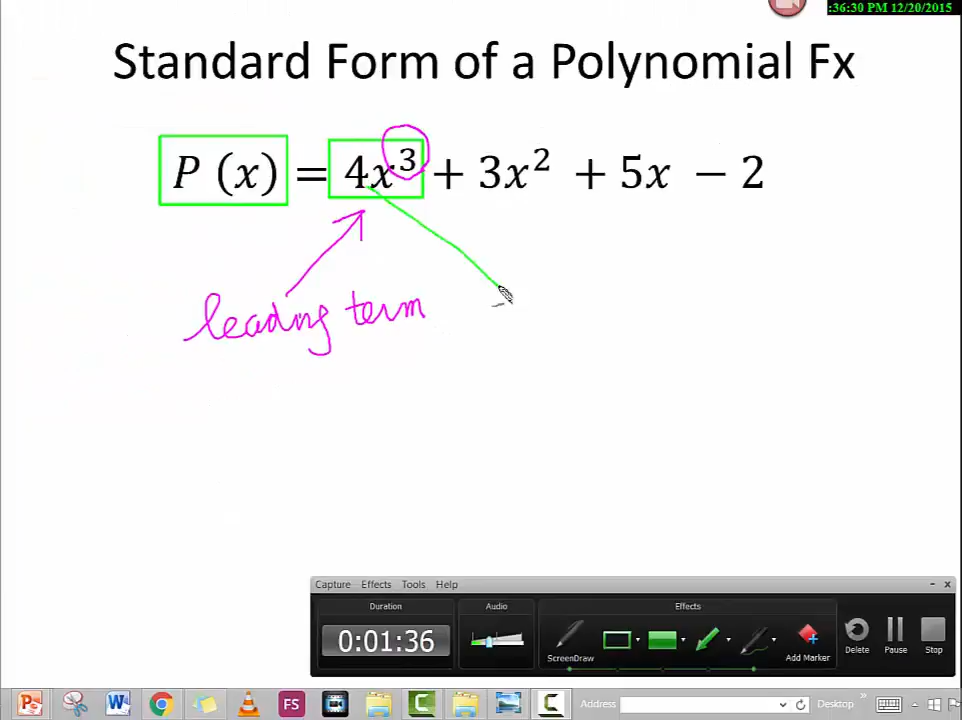 :36:30 PM 12/20/2015
Standard Form of a Polynomial Fx
P (x) = 4x³ + 3x² + 5x − 2
leading term
Capture Effects Tools Help
Duration Audio Effects
0:01:36
ScreenDraw Add Marker Delete Pause Stop
Address Desktop »